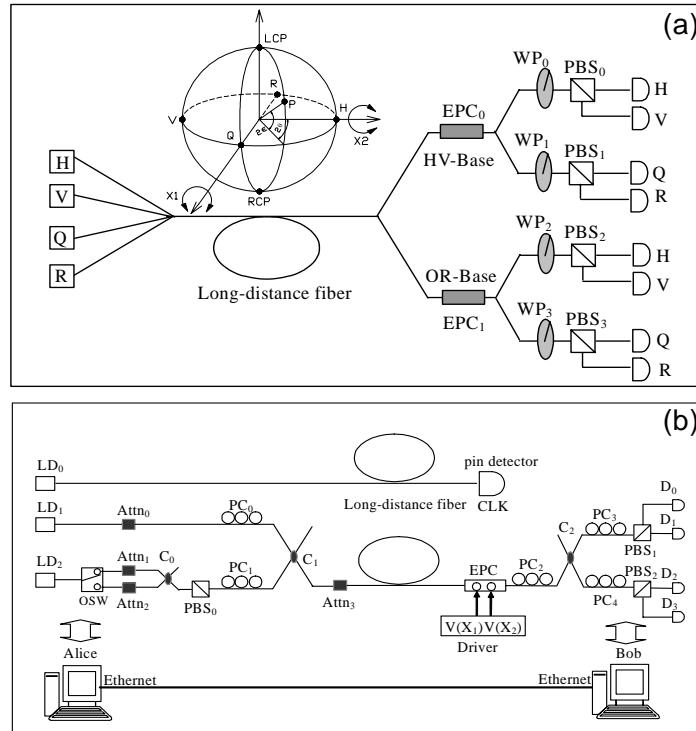 (a)
LCP
R
P
V
H
Q
X2
X1
RCP
H
V
Q
R
Long-distance fiber
EPC₀
HV-Base
OR-Base
EPC₁
WP₀
PBS₀
H
V
WP₁
PBS₁
Q
R
WP₂
PBS₂
H
V
WP₃
PBS₃
Q
R
(b)
LD₀
pin detector
CLK
Long-distance fiber
LD₁
Attn₀
PC₀
LD₂
OSW
Attn₁
Attn₂
C₀
PBS₀
PC₁
C₁
Attn₃
EPC
V(X₁)V(X₂)
Driver
PC₂
C₂
PC₃
PBS₁
D₀
D₁
PC₄
PBS₂
D₂
D₃
Alice
Bob
Ethernet
Ethernet